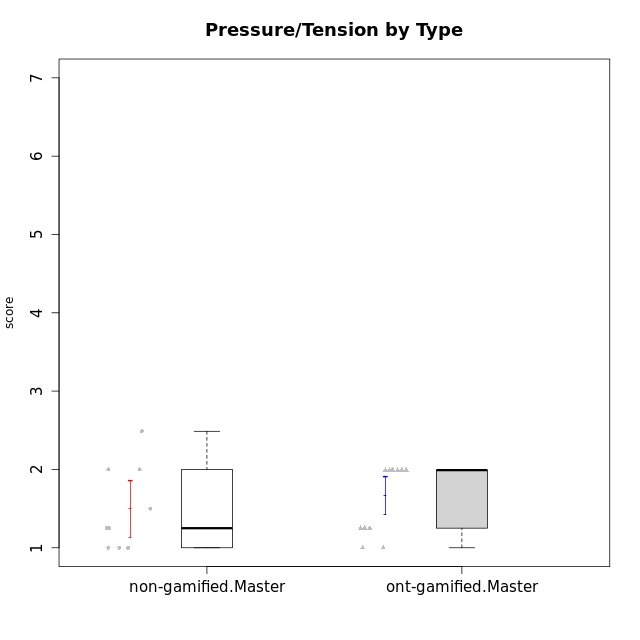 Pressure/Tension by Type
7
6
5
4
3
2
1
score
non-gamified.Master
ont-gamified.Master